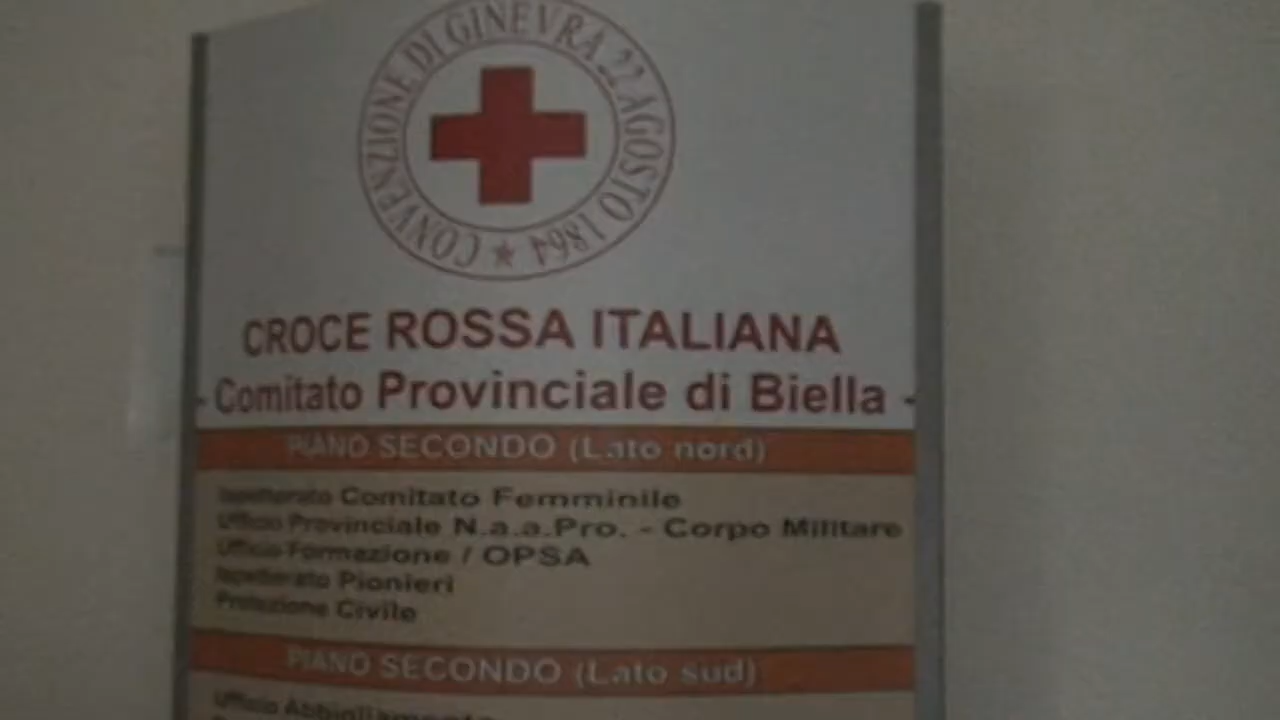 CONVENZIONE DI GINEVRA 22 AGOSTO 1864
CROCE ROSSA ITALIANA
- Comitato Provinciale di Biella -
PIANO SECONDO (Lato nord)
Ispettorato Comitato Femminile
Ufficio Provinciale N.a.a.Pro. - Corpo Militare
Ufficio Formazione / OPSA
Ispettorato Pionieri
Protezione Civile
PIANO SECONDO (Lato sud)
Ufficio Abbigliamento